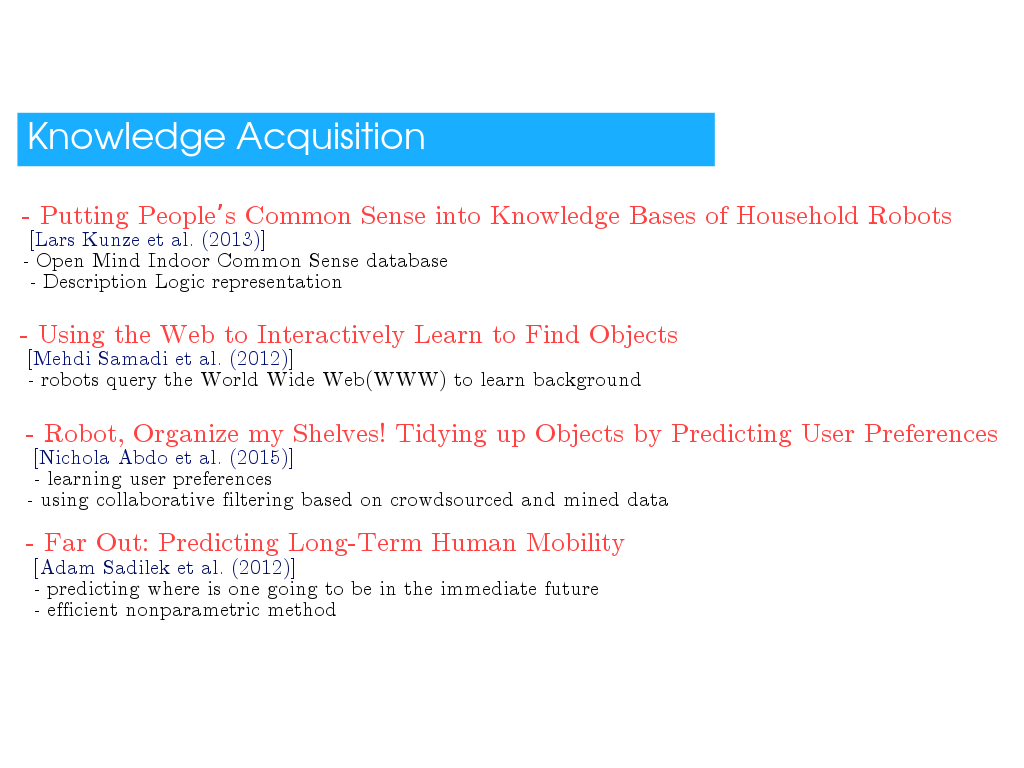 Knowledge Acquisition
- Putting People's Common Sense into Knowledge Bases of Household Robots
[Lars Kunze et al. (2013)]
- Open Mind Indoor Common Sense database
- Description Logic representation
- Using the Web to Interactively Learn to Find Objects
[Mehdi Samadi et al. (2012)]
- robots query the World Wide Web(WWW) to learn background
- Robot, Organize my Shelves! Tidying up Objects by Predicting User Preferences
[Nichola Abdo et al. (2015)]
- learning user preferences
- using collaborative filtering based on crowdsourced and mined data
- Far Out: Predicting Long-Term Human Mobility
[Adam Sadilek et al. (2012)]
- predicting where is one going to be in the immediate future
- efficient nonparametric method